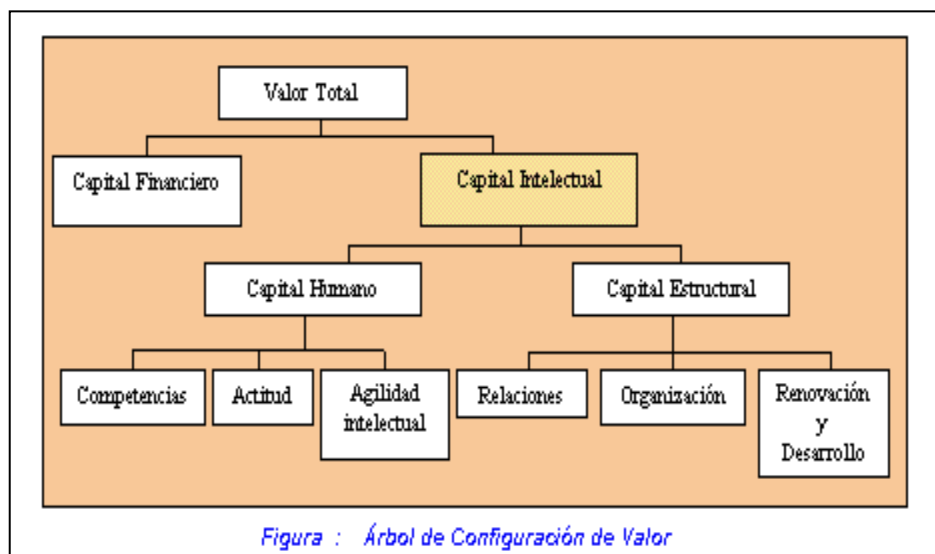 Valor Total
Capital Financiero
Capital Intelectual
Capital Humano
Capital Estructural
Competencias
Actitud
Agilidad
intelectual
Relaciones
Organización
Renovación
y
Desarrollo
Figura : Árbol de Configuración de Valor